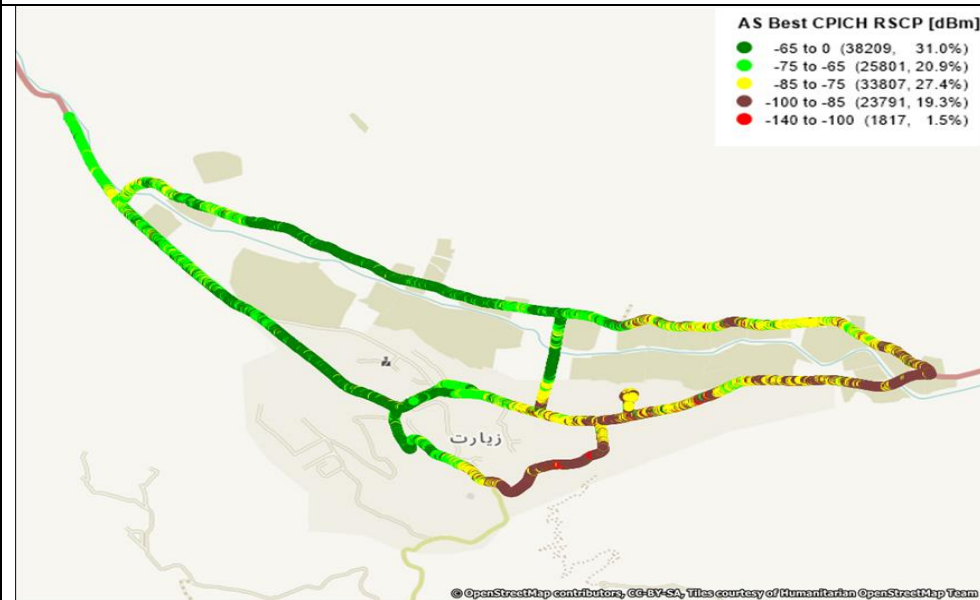 AS Best CPICH RSCP [dBm]
-65 to 0 (38209, 31.0%)
-75 to -65 (25801, 20.9%)
-85 to -75 (33807, 27.4%)
-100 to -85 (23791, 19.3%)
-140 to -100 (1817, 1.5%)
زیارت
© OpenStreetMap contributors, CC-BY-SA, Tiles courtesy of Humanitarian OpenStreetMap Team